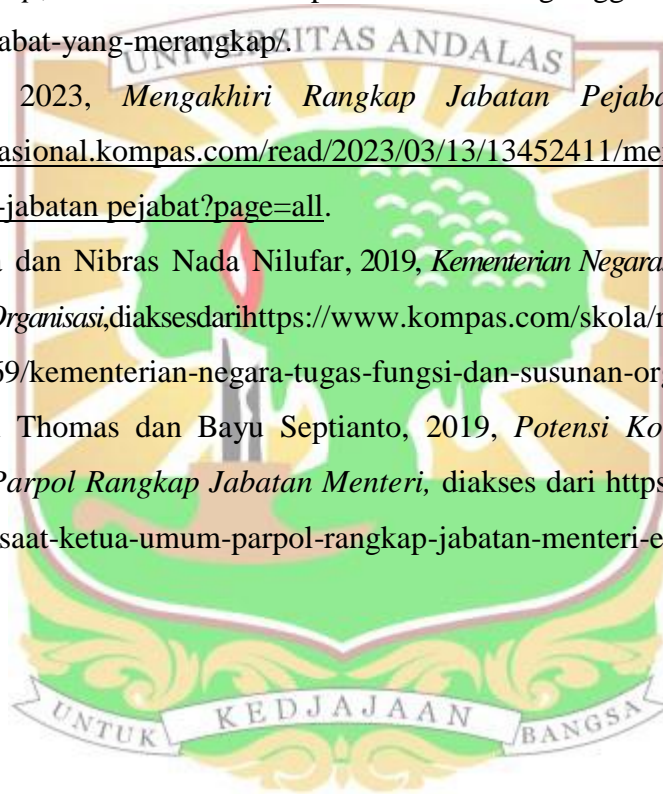 abat-yang-merangkap/.
UNIVERSITAS ANDALAS
2023, Mengakhiri Rangkap Jabatan Pejaba
asional.kompas.com/read/2023/03/13/13452411/me
-jabatan pejabat?page=all.
dan Nibras Nada Nilufar, 2019, Kementerian Negara
Organisasi,diaksesdarihttps://www.kompas.com/skola/r
69/kementerian-negara-tugas-fungsi-dan-susunan-org
Thomas dan Bayu Septianto, 2019, Potensi Ko
Parpol Rangkap Jabatan Menteri, diakses dari https
saat-ketua-umum-parpol-rangkap-jabatan-menteri-e
UNTUK KEDJAJAAN BANGSA